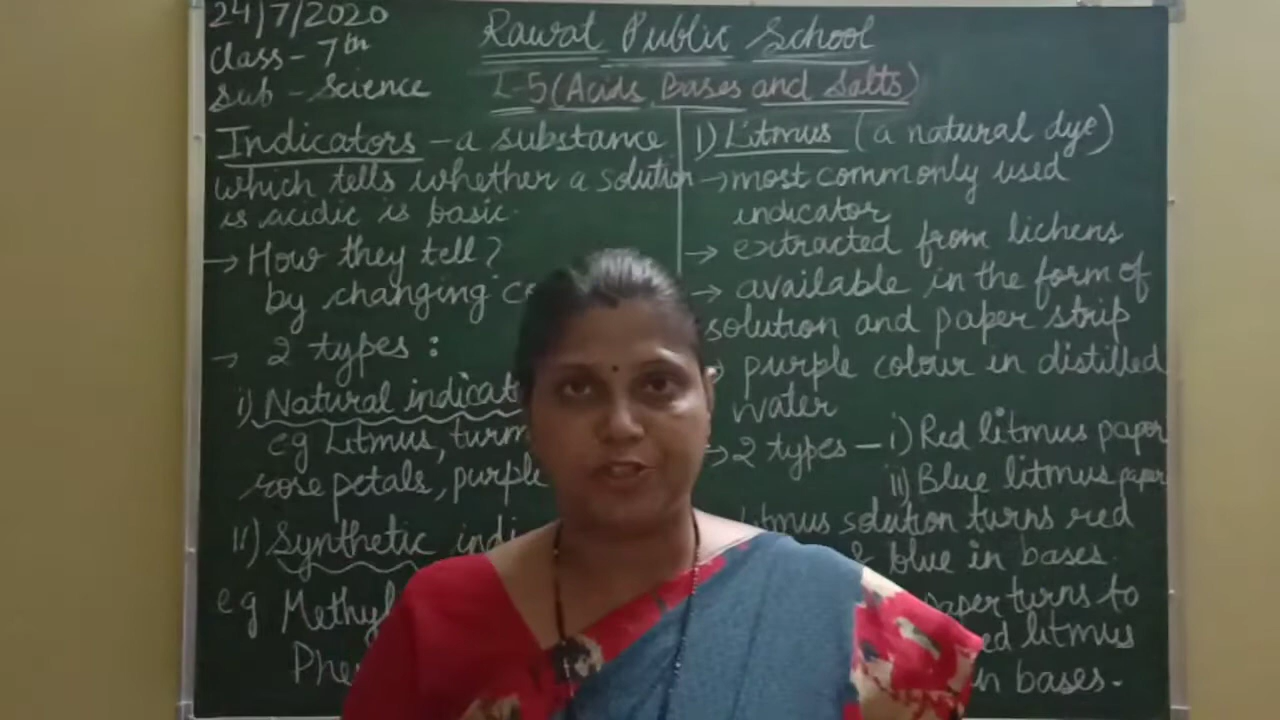 24/7/2020
Class - 7th
Sub - Science
Rawat Public School
L-5 (Acids Bases and Salts)
Indicators - a substance
which tells whether a solution
is acidic is basic.
→ How they tell?
by changing
→ 2 types :
i) Natural
eg Litmus,
rose petals, purple
ii) Synthetic
eg
1) Litmus (a natural dye)
→ most commonly used
indicator
→ extracted from lichens
→ available in the form of
solution and paper strip
purple colour in distilled
water
→ 2 types - i) Red litmus paper
ii) Blue litmus paper
solution turns red
blue in bases.
turns to
litmus
in bases.